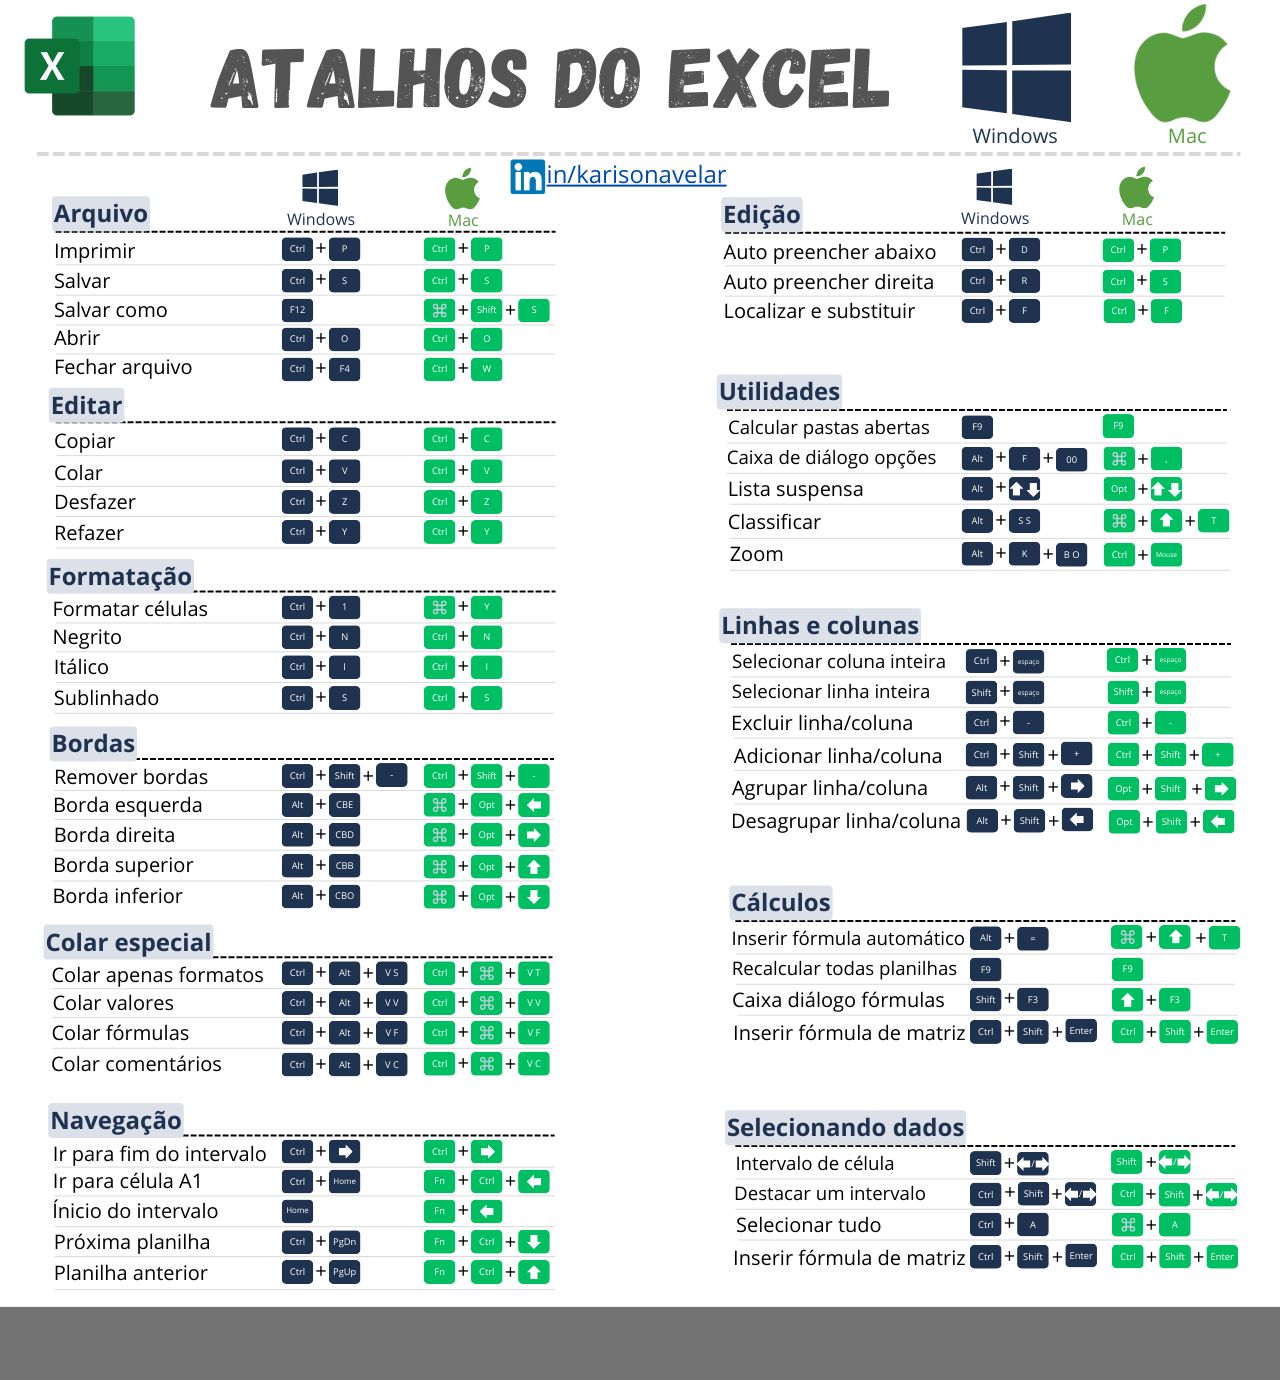 X ATALHOS DO EXCEL
Windows Mac
in in/karisonavelar
Arquivo Windows Mac
Imprimir Ctrl + P Ctrl + P
Salvar Ctrl + S Ctrl + S
Salvar como F12 ⌘ + Shift + S
Abrir Ctrl + O Ctrl + O
Fechar arquivo Ctrl + F4 Ctrl + W
Editar
Copiar Ctrl + C Ctrl + C
Colar Ctrl + V Ctrl + V
Desfazer Ctrl + Z Ctrl + Z
Refazer Ctrl + Y Ctrl + Y
Formatação
Formatar células Ctrl + 1 ⌘ + Y
Negrito Ctrl + N Ctrl + N
Itálico Ctrl + I Ctrl + I
Sublinhado Ctrl + S Ctrl + S
Bordas
Remover bordas Ctrl + Shift + - Ctrl + Shift + -
Borda esquerda Alt + CBE ⌘ + Opt + ⬅
Borda direita Alt + CBD ⌘ + Opt + ➡
Borda superior Alt + CBB ⌘ + Opt + ⬆
Borda inferior Alt + CBO ⌘ + Opt + ⬇
Colar especial
Colar apenas formatos Ctrl + Alt + V S Ctrl + ⌘ + V T
Colar valores Ctrl + Alt + V V Ctrl + ⌘ + V V
Colar fórmulas Ctrl + Alt + V F Ctrl + ⌘ + V F
Colar comentários Ctrl + Alt + V C Ctrl + ⌘ + V C
Navegação
Ir para fim do intervalo Ctrl + ➡ Ctrl + ➡
Ir para célula A1 Ctrl + Home Fn + Ctrl + ⬅
Ínicio do intervalo Home Fn + ⬅
Próxima planilha Ctrl + PgDn Fn + Ctrl + ⬇
Planilha anterior Ctrl + PgUp Fn + Ctrl + ⬆
Edição Windows Mac
Auto preencher abaixo Ctrl + D Ctrl + P
Auto preencher direita Ctrl + R Ctrl + S
Localizar e substituir Ctrl + F Ctrl + F
Utilidades
Calcular pastas abertas F9 F9
Caixa de diálogo opções Alt + F + 00 ⌘ + ,
Lista suspensa Alt + ⬆⬇ Opt + ⬆⬇
Classificar Alt + S S ⌘ + ⬆ + T
Zoom Alt + K + B O Ctrl + Mouse
Linhas e colunas
Selecionar coluna inteira Ctrl + espaço Ctrl + espaço
Selecionar linha inteira Shift + espaço Shift + espaço
Excluir linha/coluna Ctrl + - Ctrl + -
Adicionar linha/coluna Ctrl + Shift + + Ctrl + Shift + +
Agrupar linha/coluna Alt + Shift + ➡ Opt + Shift + ➡
Desagrupar linha/coluna Alt + Shift + ⬅ Opt + Shift + ⬅
Cálculos
Inserir fórmula automático Alt + = ⌘ + ⬆ + T
Recalcular todas planilhas F9 F9
Caixa diálogo fórmulas Shift + F3 ⬆ + F3
Inserir fórmula de matriz Ctrl + Shift + Enter Ctrl + Shift + Enter
Selecionando dados
Intervalo de célula Shift + ⬅/➡ Shift + ⬅/➡
Destacar um intervalo Ctrl + Shift + ⬅/➡ Ctrl + Shift + ⬅/➡
Selecionar tudo Ctrl + A ⌘ + A
Inserir fórmula de matriz Ctrl + Shift + Enter Ctrl + Shift + Enter